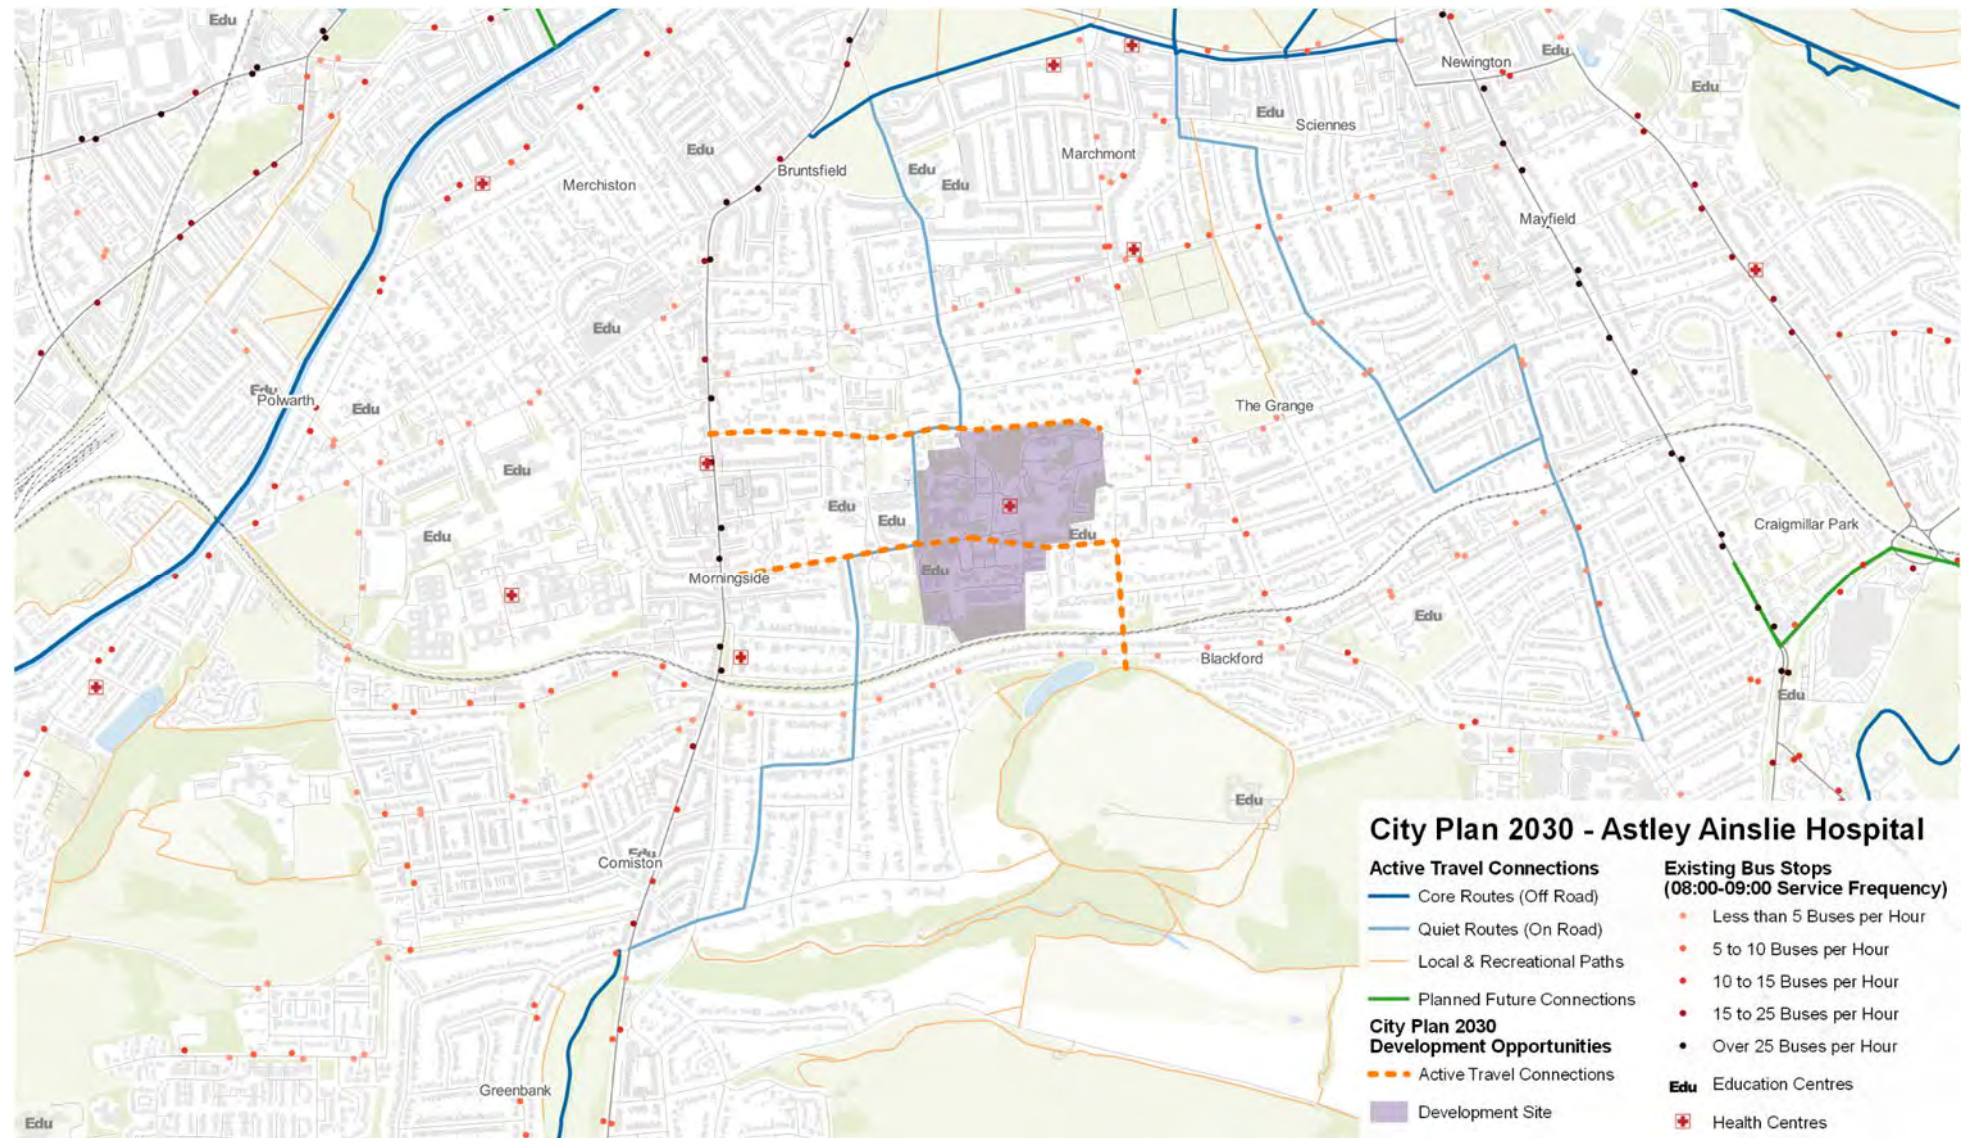 Edu
Edu
Newington
Edu
Edu
Sciennes
Edu
Marchmont
Bruntsfield
Edu
Edu
Merchiston
Mayfield
Edu
Edu
Polwarth
Edu
The Grange
Edu
Edu
Edu
Craigmillar Park
Edu
Edu
Edu
Morningside
Edu
Blackford
Edu
Edu
Edu
Comiston
Greenbank
Edu
City Plan 2030 - Astley Ainslie Hospital
Active Travel Connections
Core Routes (Off Road)
Quiet Routes (On Road)
Local & Recreational Paths
Planned Future Connections
City Plan 2030
Development Opportunities
Active Travel Connections
Development Site
Existing Bus Stops
(08:00-09:00 Service Frequency)
Less than 5 Buses per Hour
5 to 10 Buses per Hour
10 to 15 Buses per Hour
15 to 25 Buses per Hour
Over 25 Buses per Hour
Edu Education Centres
Health Centres